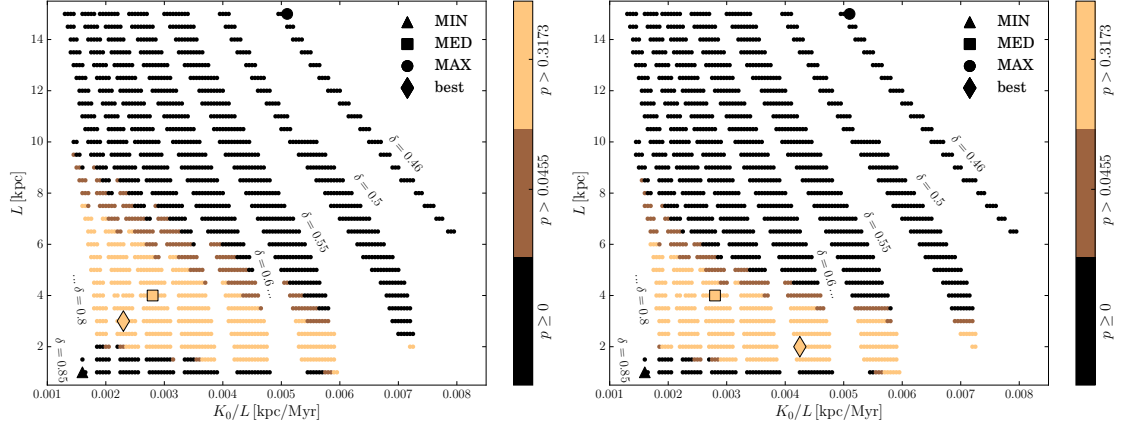 MIN
MED
MAX
best
δ = 0.46
δ = 0.5
δ = 0.55
δ = 0.6 ...
... δ = 0.8
δ = 0.85
14
12
10
8
6
4
2
L [kpc]
0.001
0.002
0.003
0.004
0.005
0.006
0.007
0.008
K₀/L [kpc/Myr]
p > 0.3173
p > 0.0455
p ≥ 0
MIN
MED
MAX
best
δ = 0.46
δ = 0.5
δ = 0.55
δ = 0.6 ...
... δ = 0.8
δ = 0.85
14
12
10
8
6
4
2
L [kpc]
0.001
0.002
0.003
0.004
0.005
0.006
0.007
0.008
K₀/L [kpc/Myr]
p > 0.3173
p > 0.0455
p ≥ 0